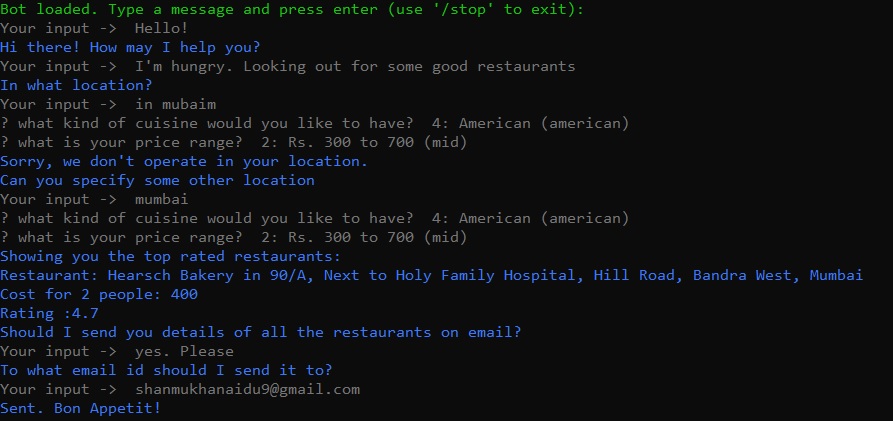 Bot loaded. Type a message and press enter (use '/stop' to exit):
Your input -> Hello!
Hi there! How may I help you?
Your input -> I'm hungry. Looking out for some good restaurants
In what location?
Your input -> in mubaim
? what kind of cuisine would you like to have? 4: American (american)
? what is your price range? 2: Rs. 300 to 700 (mid)
Sorry, we don't operate in your location.
Can you specify some other location
Your input -> mumbai
? what kind of cuisine would you like to have? 4: American (american)
? what is your price range? 2: Rs. 300 to 700 (mid)
Showing you the top rated restaurants:
Restaurant: Hearsch Bakery in 90/A, Next to Holy Family Hospital, Hill Road, Bandra West, Mumbai
Cost for 2 people: 400
Rating :4.7
Should I send you details of all the restaurants on email?
Your input -> yes. Please
To what email id should I send it to?
Your input -> shanmukhanaidu9@gmail.com
Sent. Bon Appetit!